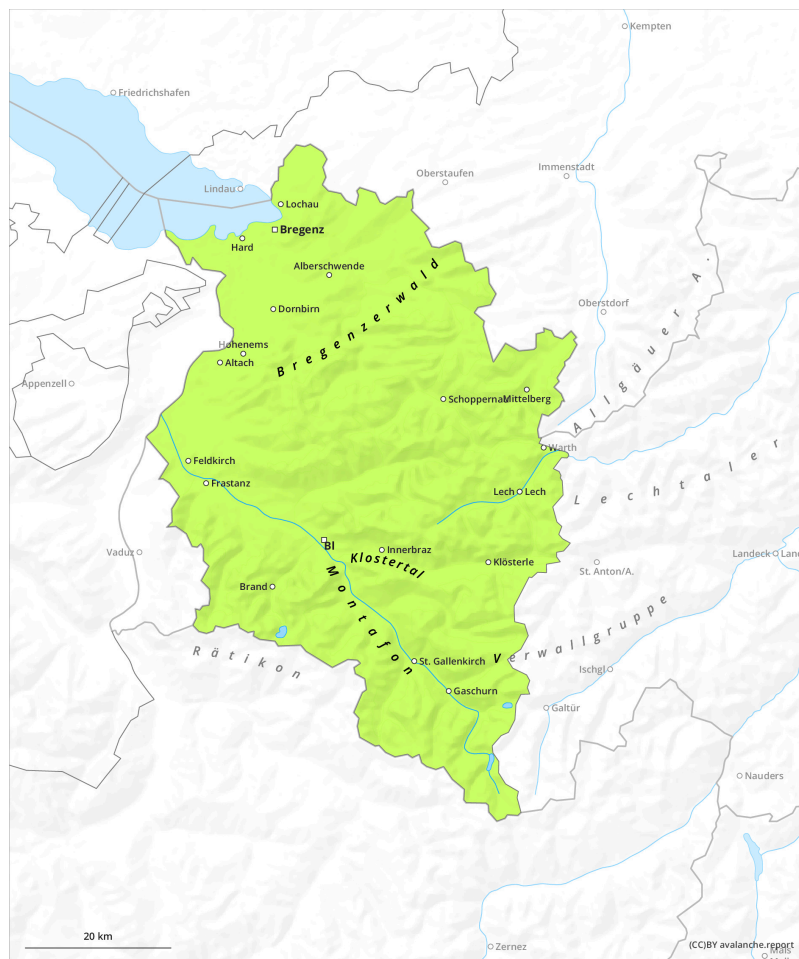 Kempten
Friedrichshafen
Immenstadt
Oberstaufen
Lindau
Lochau
Bregenz
Hard
Alberschwende
Bregenzerwald
Allgäuer A.
Oberstdorf
Dornbirn
Hohenems
Altach
Appenzell
Mittelberg
Schoppernau
Warth
Feldkirch
Frastanz
Lech
Lech
Lechtaler
Vaduz
Bl
Innerbraz
Klostertal
Klösterle
St. Anton/A.
Landeck
Brand
Montafon
Verwallgruppe
Rätikon
St. Gallenkirch
Ischgl
Gaschurn
Galtür
Nauders
20 km
Zernez
(CC)BY avalanche.report